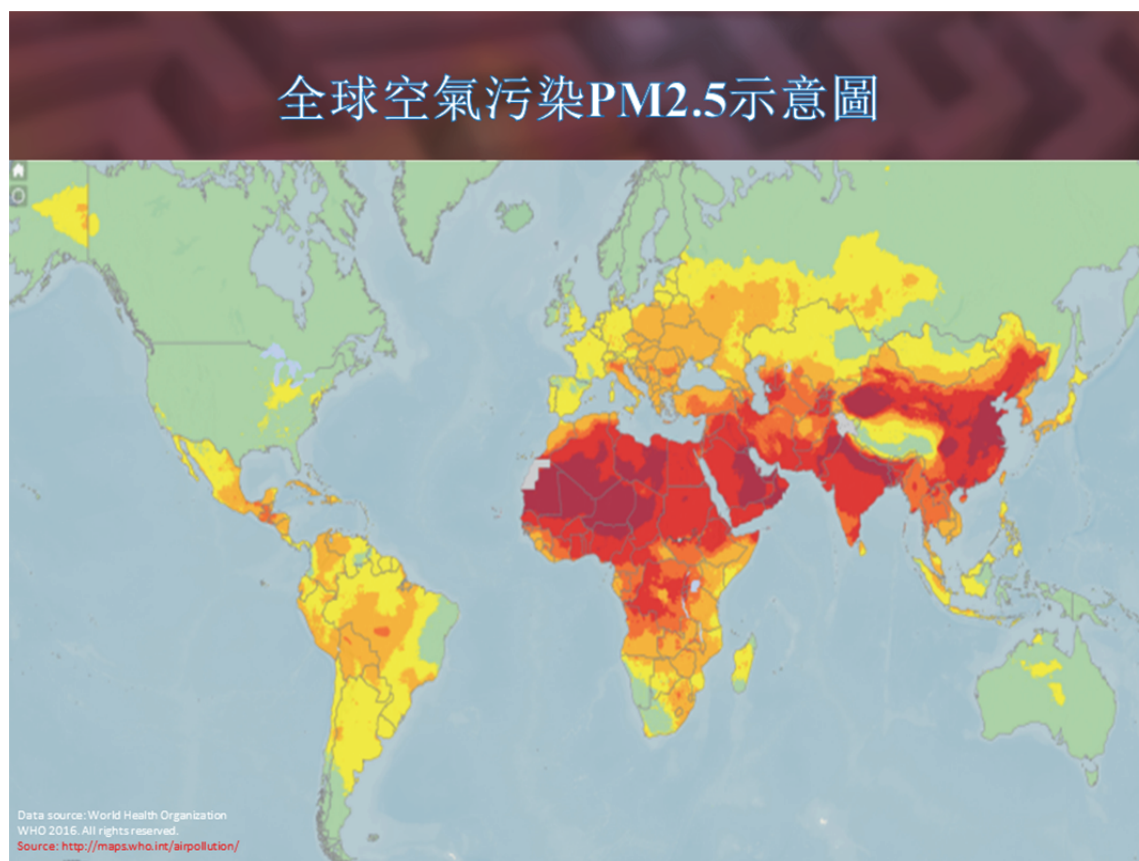 全球空氣污染PM2.5示意圖
Data source: World Health Organization
WHO 2016. All rights reserved.
Source: http://maps.who.int/airpollution/